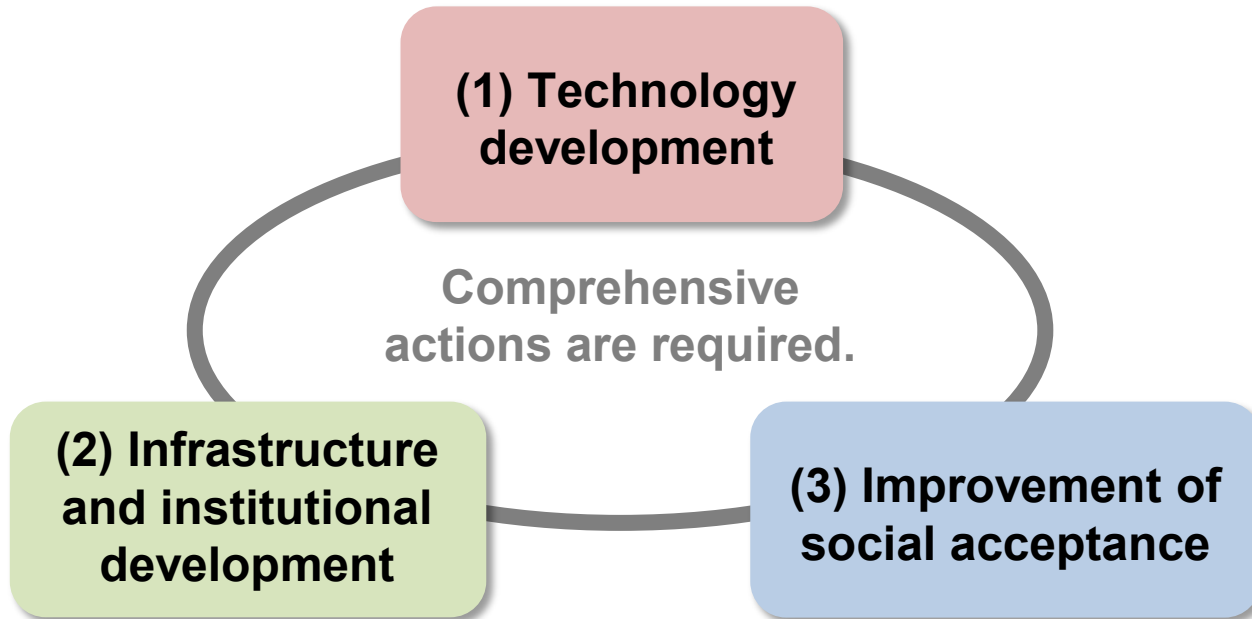 (1) Technology
development
Comprehensive
actions are required.
(2) Infrastructure
and institutional
development
(3) Improvement of
social acceptance